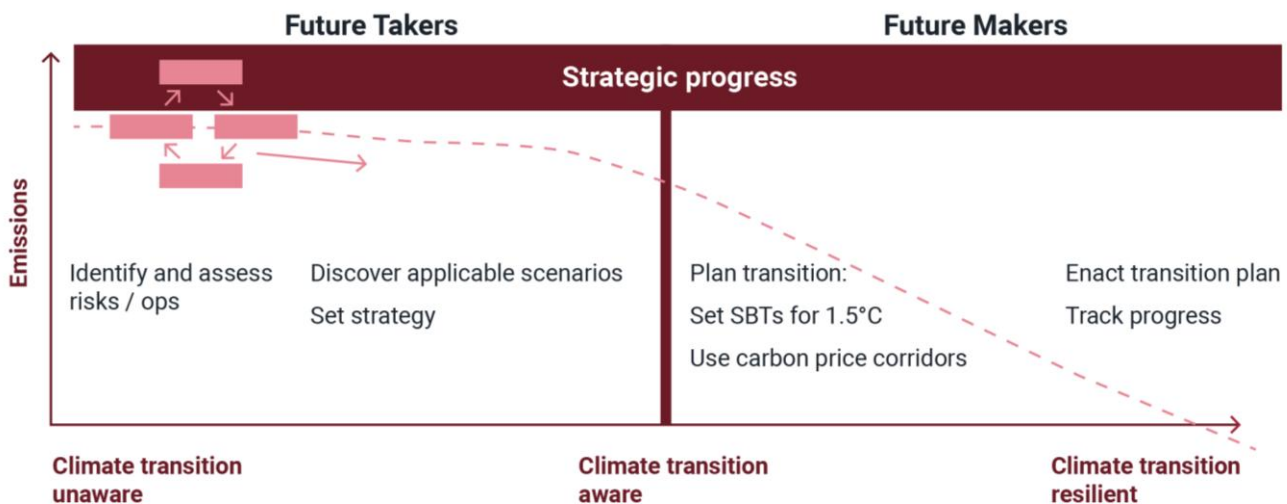 Future Takers
Future Makers
Strategic progress
Emissions
Identify and assess
risks / ops
Discover applicable scenarios
Set strategy
Plan transition:
Set SBTs for 1.5°C
Use carbon price corridors
Enact transition plan
Track progress
Climate transition
unaware
Climate transition
aware
Climate transition
resilient